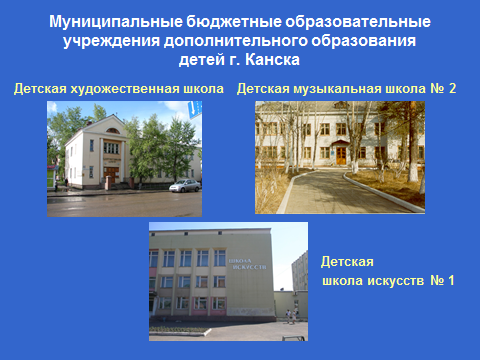 Муниципальные бюджетные образовательные
учреждения дополнительного образования
детей г. Канска
Детская художественная школа
Детская музыкальная школа № 2
ШКОЛА
ИСКУССТВ
Детская
школа искусств № 1